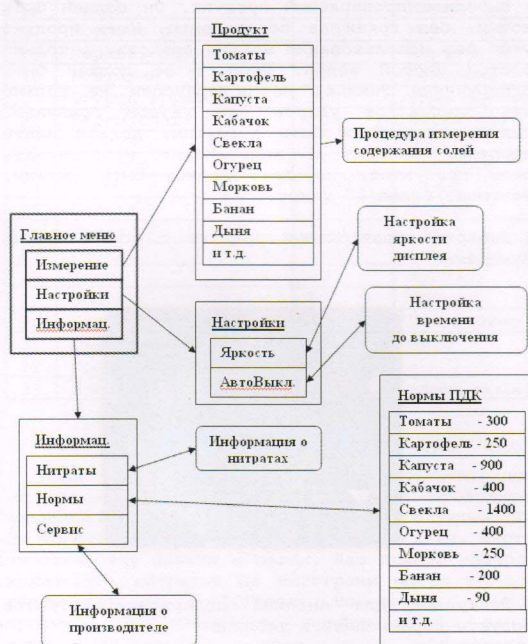 Продукт
Томаты
Картофель
Капуста
Кабачок
Свекла
Огурец
Морковь
Банан
Дыня
и т.д.
Процедура измерения
содержания солей
Главное меню
Измерение
Настройки
Информац.
Настройка
яркости
дисплея
Настройка
времени
до выключения
Настройки
Яркость
АвтоВыкл.
Информац.
Нитраты
Нормы
Сервис
Информация о
нитратах
Нормы ПДК
Томаты - 300
Картофель - 250
Капуста - 900
Кабачок - 400
Свекла - 1400
Огурец - 400
Морковь - 250
Банан - 200
Дыня - 90
и т.д.
Информация о
производителе